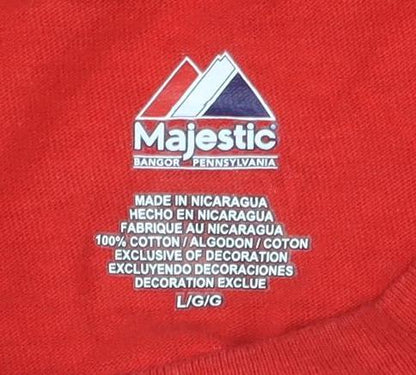 Majestic
BANGOR PENNSYLVANIA
MADE IN NICARAGUA
HECHO EN NICARAGUA
FABRIQUE AU NICARAGUA
100% COTTON / ALGODON / COTON
EXCLUSIVE OF DECORATION
EXCLUYENDO DECORACIONES
DECORATION EXCLUE
L/G/G